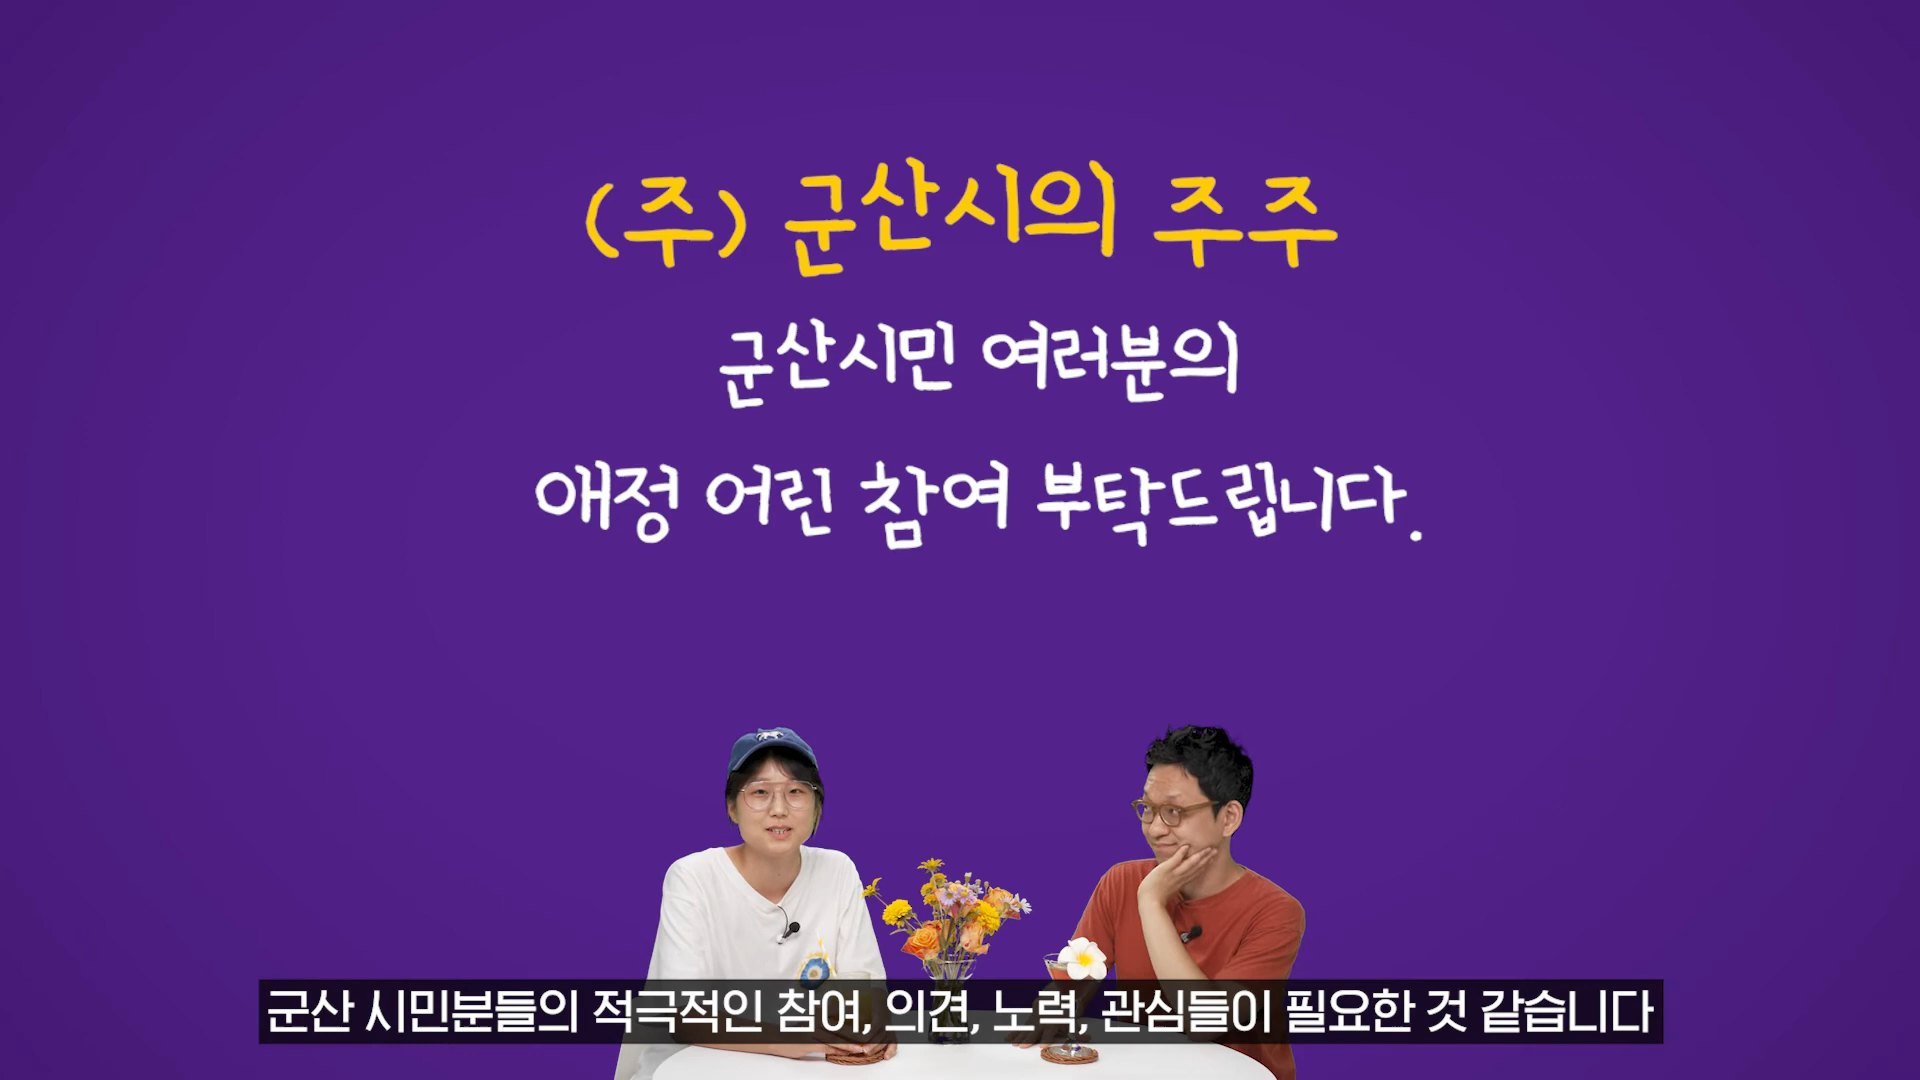 (주) 군산시의 주주
군산시민 여러분의
애정 어린 참여 부탁드립니다.
군산 시민분들의 적극적인 참여, 의견, 노력, 관심들이 필요한 것 같습니다